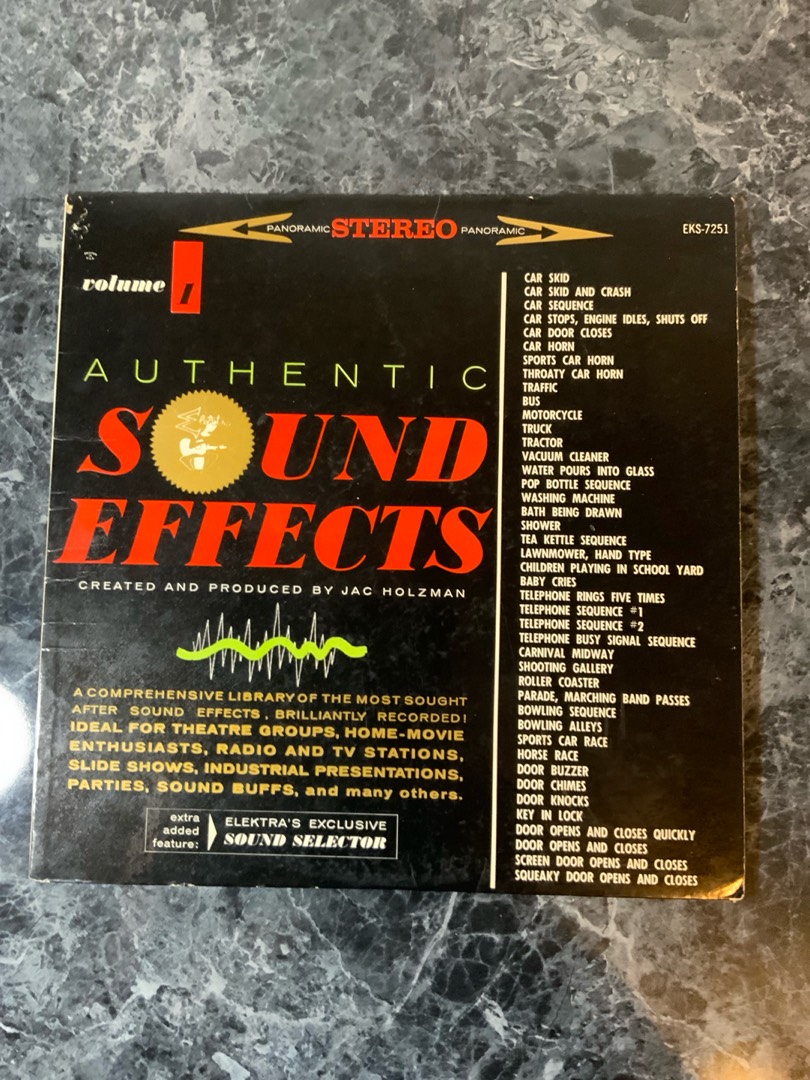 PANORAMIC STEREO PANORAMIC
EKS-7251
volume 1
AUTHENTIC
SOUND
EFFECTS
CREATED AND PRODUCED BY JAC HOLZMAN
A COMPREHENSIVE LIBRARY OF THE MOST SOUGHT
AFTER SOUND EFFECTS, BRILLIANTLY RECORDED!
IDEAL FOR THEATRE GROUPS, HOME-MOVIE
ENTHUSIASTS, RADIO AND TV STATIONS,
SLIDE SHOWS, INDUSTRIAL PRESENTATIONS,
PARTIES, SOUND BUFFS, and many others.
extra
added
feature:
ELEKTRA'S EXCLUSIVE
SOUND SELECTOR
CAR SKID
CAR SKID AND CRASH
CAR SEQUENCE
CAR STOPS, ENGINE IDLES, SHUTS OFF
CAR DOOR CLOSES
CAR HORN
SPORTS CAR HORN
THROATY CAR HORN
TRAFFIC
BUS
MOTORCYCLE
TRUCK
TRACTOR
VACUUM CLEANER
WATER POURS INTO GLASS
POP BOTTLE SEQUENCE
WASHING MACHINE
BATH BEING DRAWN
SHOWER
TEA KETTLE SEQUENCE
LAWNMOWER, HAND TYPE
CHILDREN PLAYING IN SCHOOL YARD
BABY CRIES
TELEPHONE RINGS FIVE TIMES
TELEPHONE SEQUENCE #1
TELEPHONE SEQUENCE #2
TELEPHONE BUSY SIGNAL SEQUENCE
CARNIVAL MIDWAY
SHOOTING GALLERY
ROLLER COASTER
PARADE, MARCHING BAND PASSES
BOWLING SEQUENCE
BOWLING ALLEYS
SPORTS CAR RACE
HORSE RACE
DOOR BUZZER
DOOR CHIMES
DOOR KNOCKS
KEY IN LOCK
DOOR OPENS AND CLOSES QUICKLY
DOOR OPENS AND CLOSES
SCREEN DOOR OPENS AND CLOSES
SQUEAKY DOOR OPENS AND CLOSES